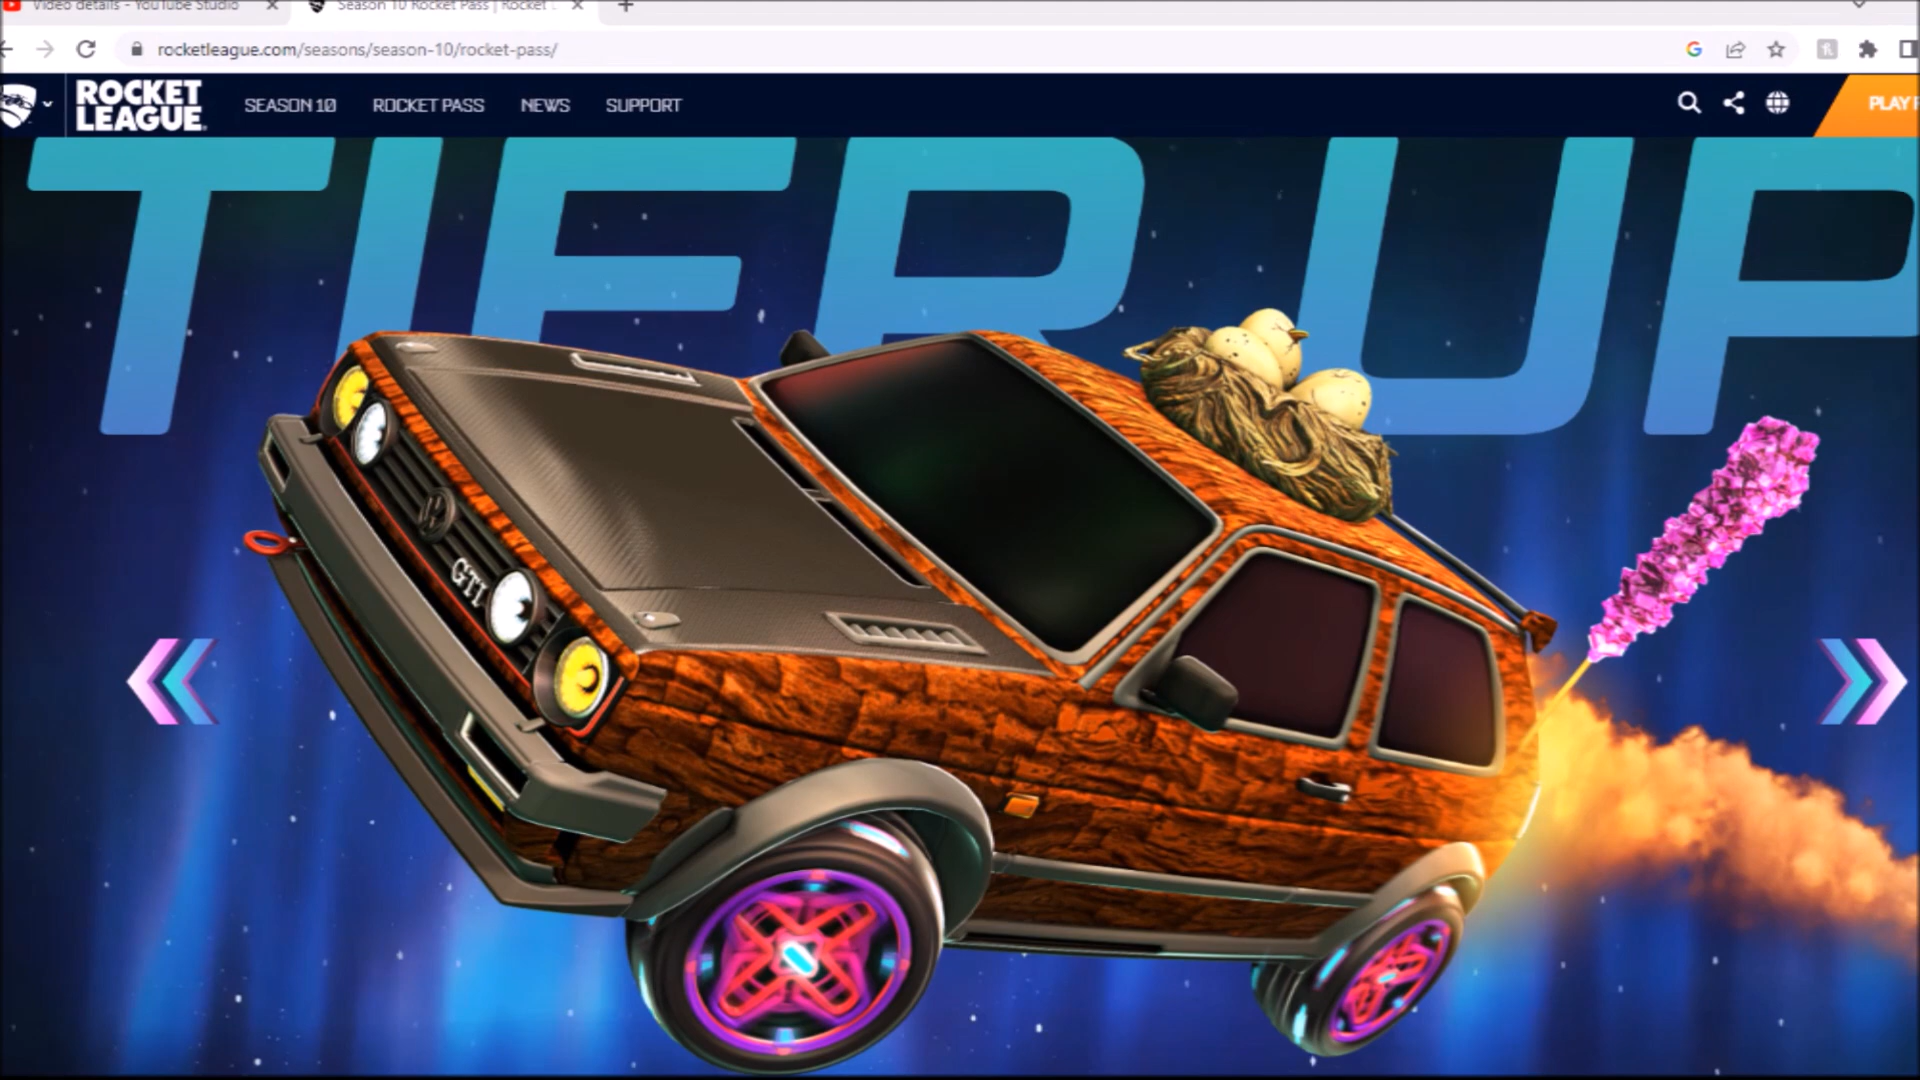 Video details - YouTube Studio
Season 10 Rocket Pass | Rocket
rocketleague.com/seasons/season-10/rocket-pass/
ROCKET LEAGUE
SEASON 10
ROCKET PASS
NEWS
SUPPORT
PLAY
TIER UP
GTI